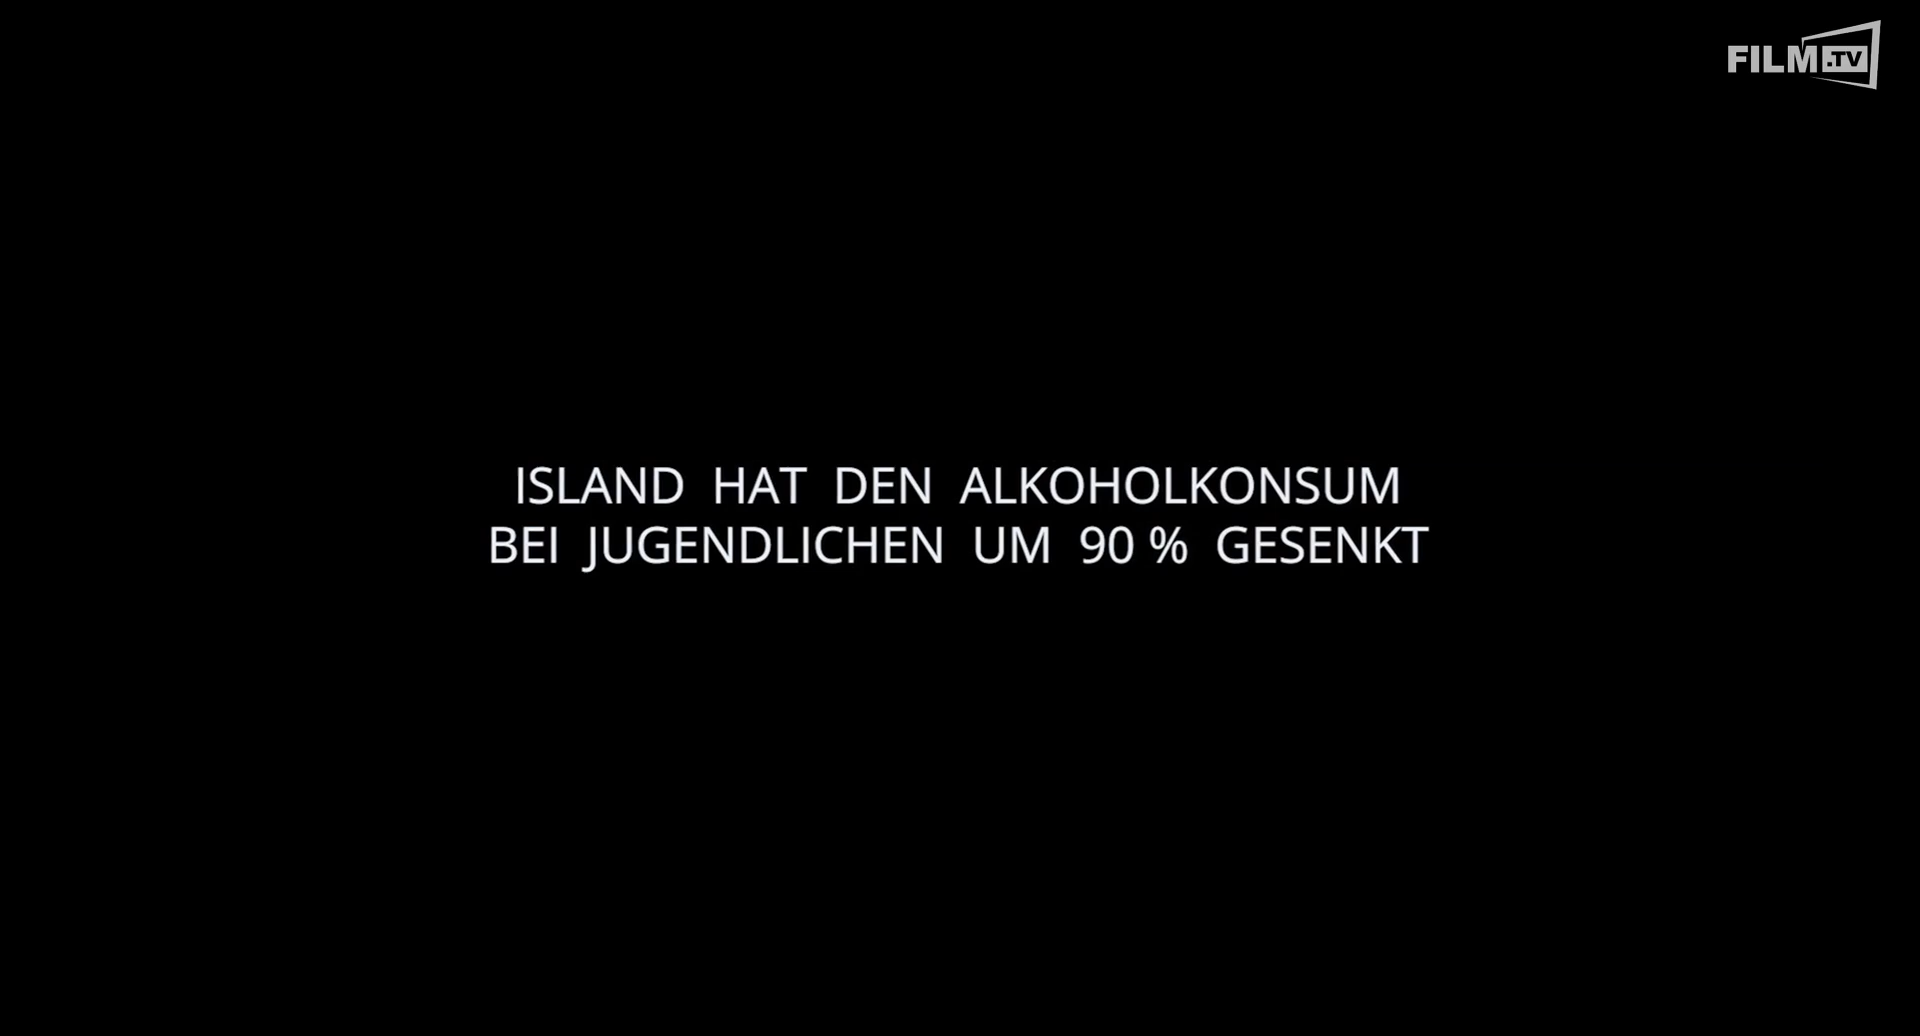 FILM.TV
ISLAND HAT DEN ALKOHOLKONSUM
BEI JUGENDLICHEN UM 90 % GESENKT